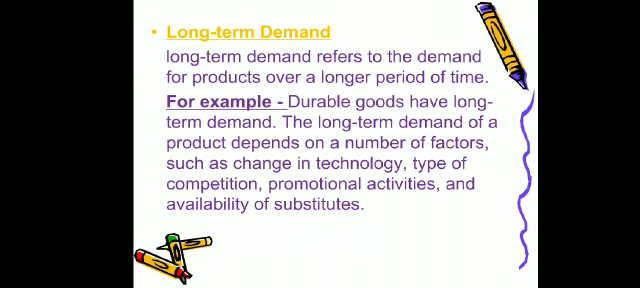 • Long-term Demand
long-term demand refers to the demand
for products over a longer period of time.
For example - Durable goods have long-
term demand. The long-term demand of a
product depends on a number of factors,
such as change in technology, type of
competition, promotional activities, and
availability of substitutes.